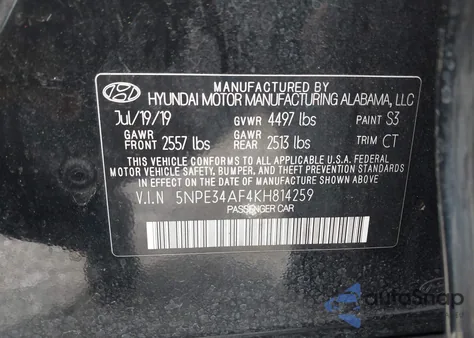 MANUFACTURED BY
HYUNDAI MOTOR MANUFACTURING ALABAMA, LLC
Jul/19/19 GVWR 4497 lbs PAINT S3
GAWR FRONT 2557 lbs GAWR REAR 2513 lbs TRIM CT
THIS VEHICLE CONFORMS TO ALL APPLICABLE U.S.A. FEDERAL
MOTOR VEHICLE SAFETY, BUMPER, AND THEFT PREVENTION
STANDARDS IN EFFECT ON THE DATE OF MANUFACTURE SHOWN ABOVE.
V.I.N 5NPE34AF4KH814259
PASSENGER CAR
autoSnap